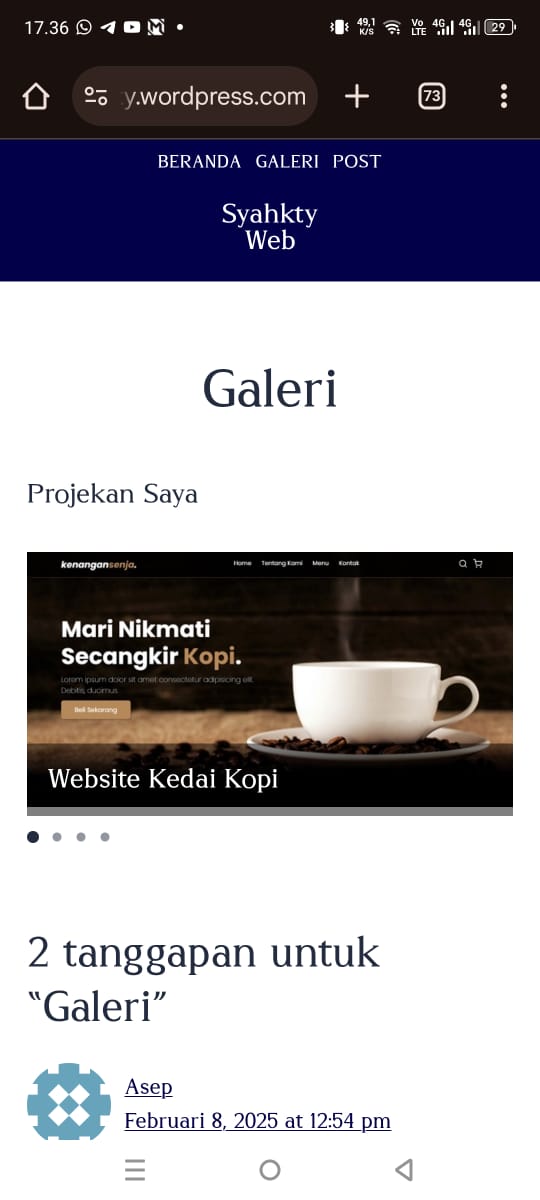 17.36
49,1
K/S
Vo
LTE
4G
4G
29
y.wordpress.com
73
BERANDA GALERI POST
Syahkty
Web
Galeri
Projekan Saya
kenangansenja.
Home Tentang Kami Menu Kontak
Mari Nikmati
Secangkir Kopi.
Lorem ipsum dolor sit amet consectetur adipisicing elit.
Debitis, ducimus
Beli Sekarang
Website Kedai Kopi
2 tanggapan untuk
“Galeri”
Asep
Februari 8, 2025 at 12:54 pm